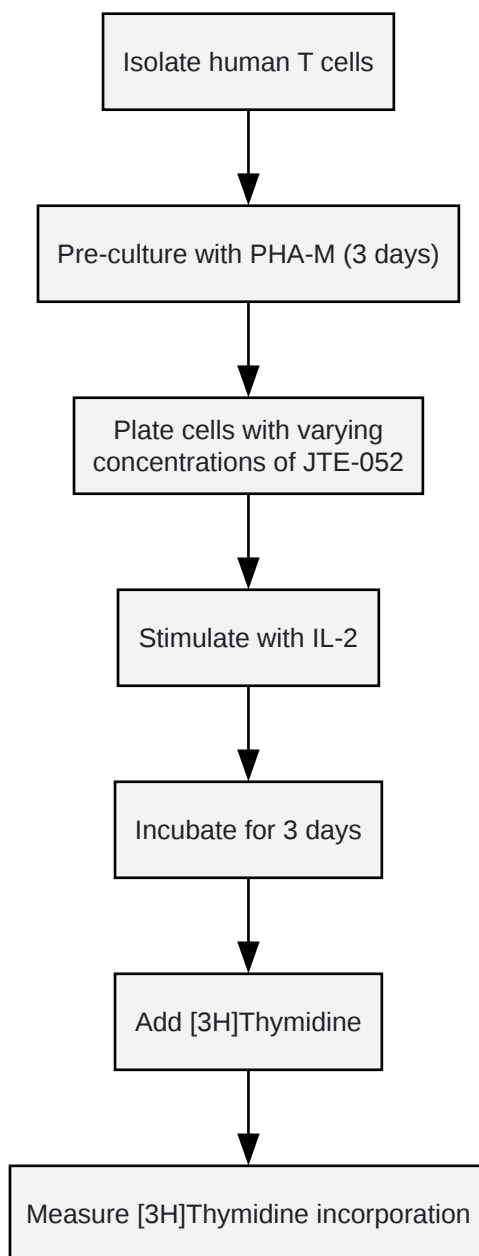 Isolate human T cells
Pre-culture with PHA-M (3 days)
Plate cells with varying
concentrations of JTE-052
Stimulate with IL-2
Incubate for 3 days
Add [3H]Thymidine
Measure [3H]Thymidine incorporation